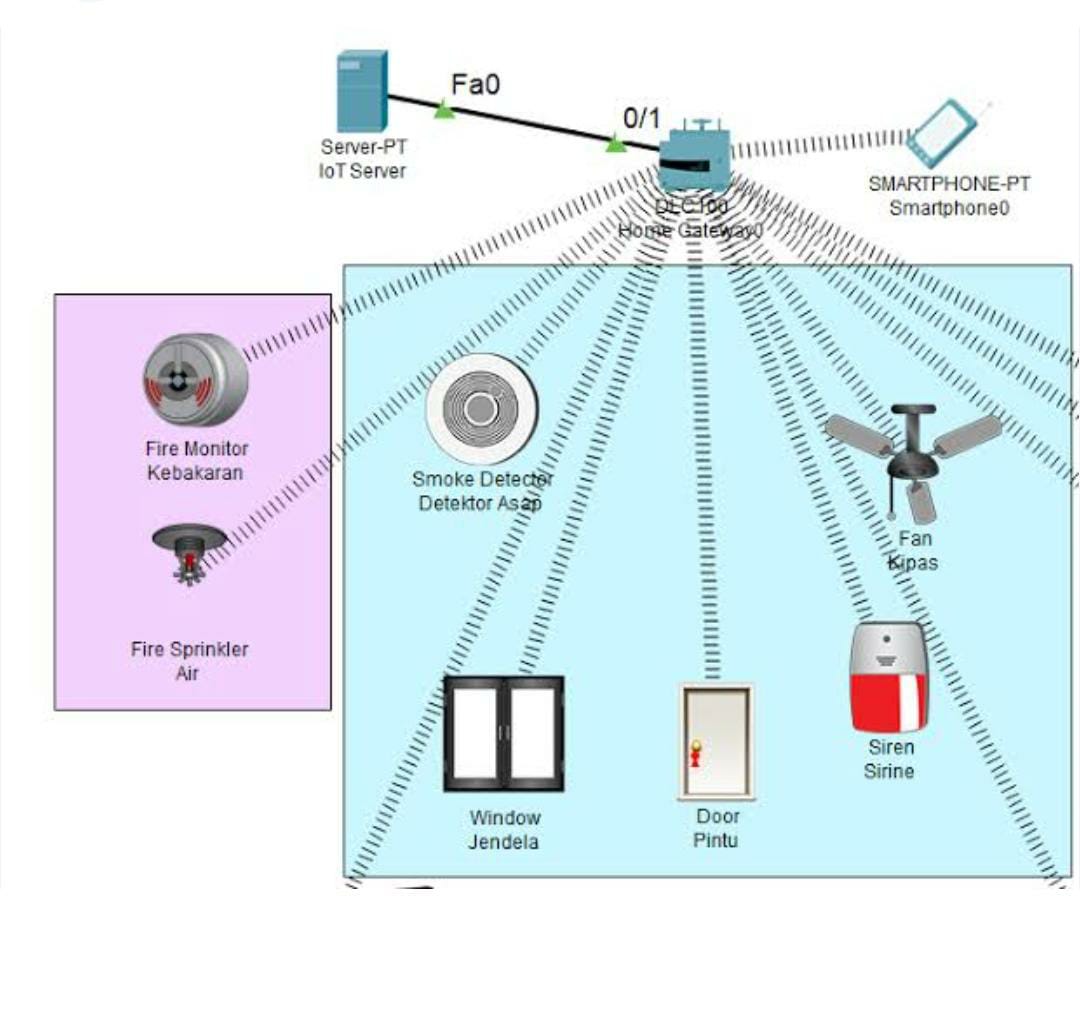 Fa0
0/1
Server-PT
IoT Server
SMARTPHONE-PT
Smartphone0
DLC100
Home Gateway0
Fire Monitor
Kebakaran
Smoke Detector
Detektor Asap
Fan
Kipas
Fire Sprinkler
Air
Siren
Sirine
Window
Jendela
Door
Pintu